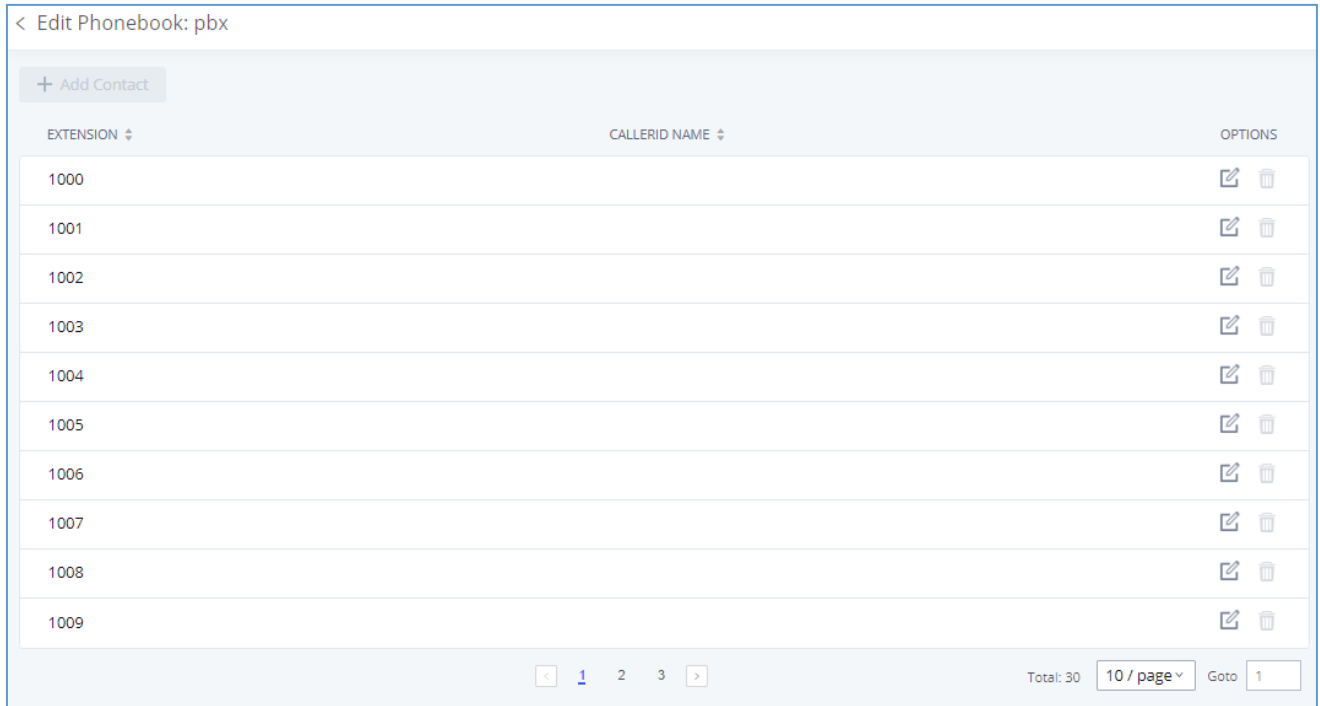 < Edit Phonebook: pbx
+ Add Contact
EXTENSION CALLERID NAME OPTIONS
1000
1001
1002
1003
1004
1005
1006
1007
1008
1009
< 1 2 3 > Total: 30 10 / page Goto 1